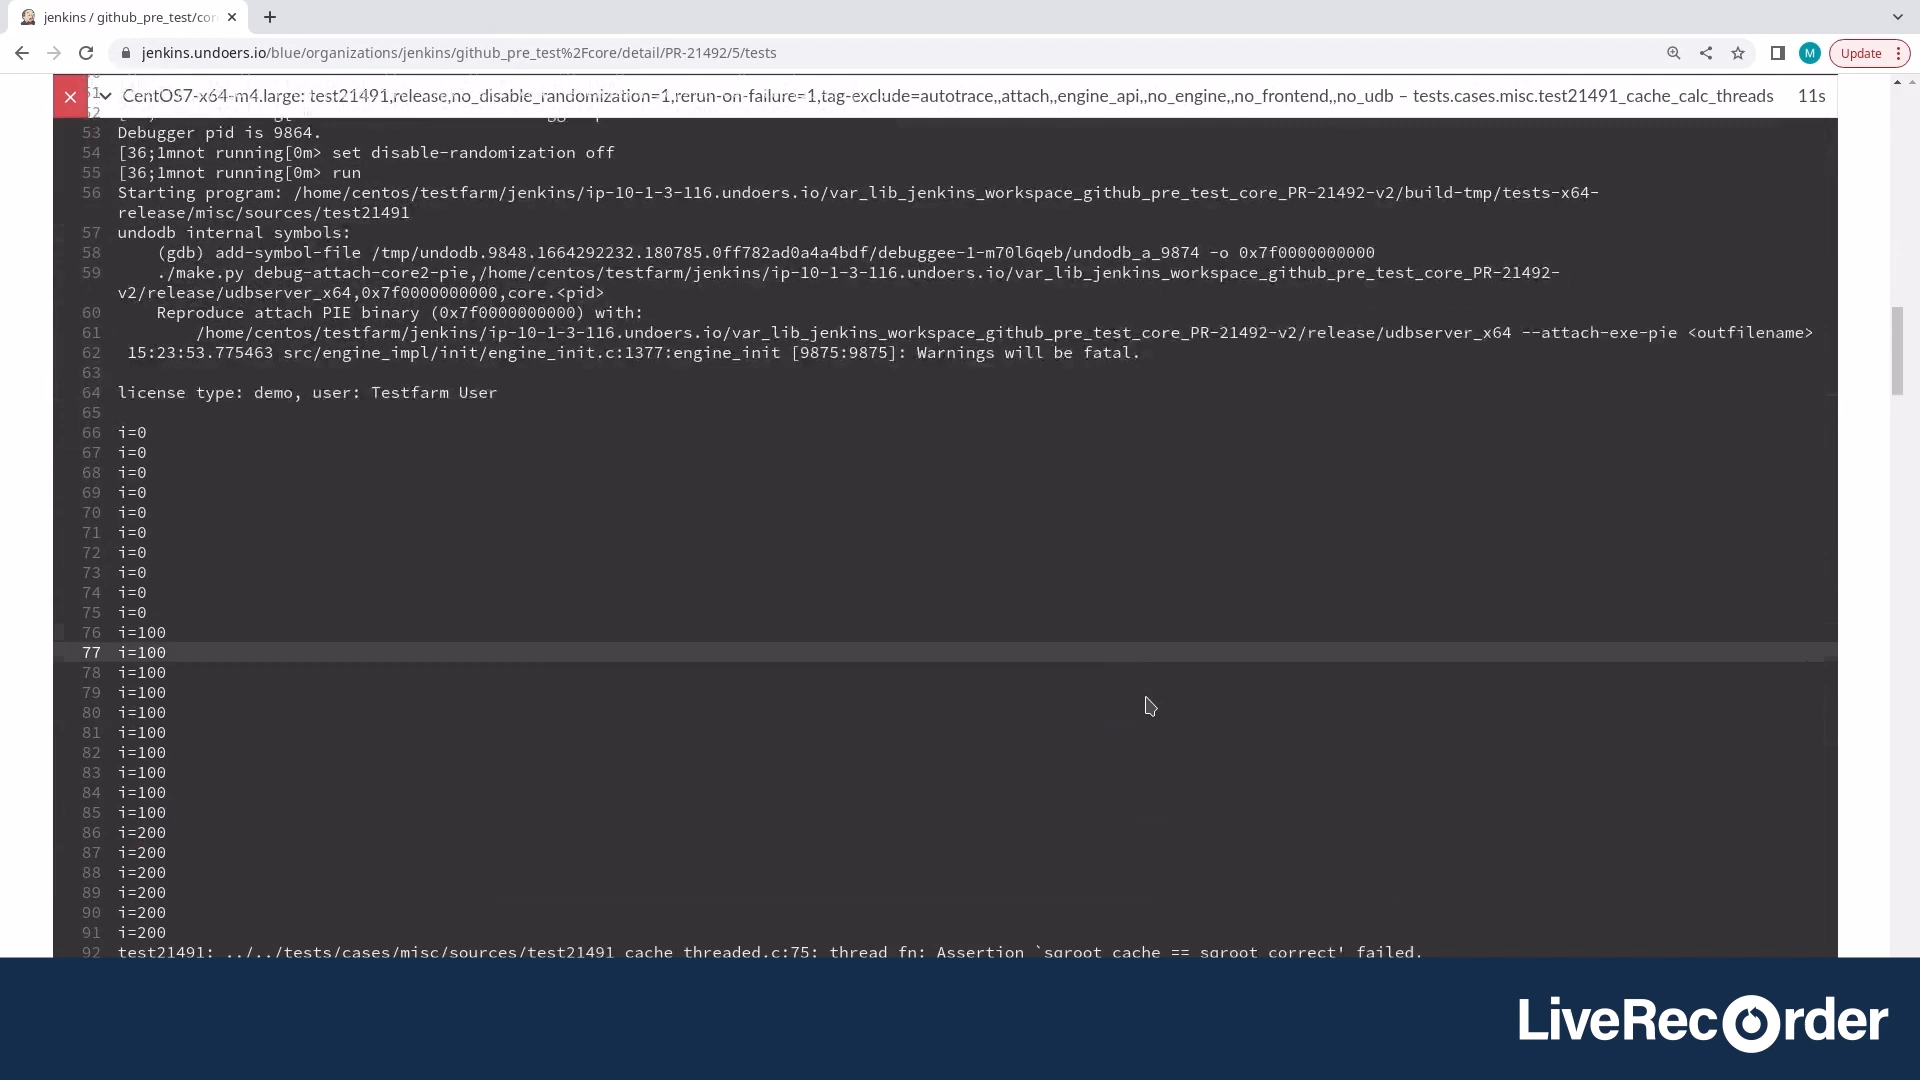 jenkins / github_pre_test/cor
jenkins.undoers.io/blue/organizations/jenkins/github_pre_test%2Fcore/detail/PR-21492/5/tests
M
Update
CentOS7-x64-m4.large: test21491,release,no_disable_randomization=1,rerun-on-failure=1,tag-exclude=autotrace,,attach,,engine_api,,no_engine,,no_frontend,,no_udb – tests.cases.misc.test21491_cache_calc_threads 11s
51
52
53 Debugger pid is 9864.
54 [36;1mnot running[0m> set disable-randomization off
55 [36;1mnot running[0m> run
56 Starting program: /home/centos/testfarm/jenkins/ip-10-1-3-116.undoers.io/var_lib_jenkins_workspace_github_pre_test_core_PR-21492-v2/build-tmp/tests-x64-
release/misc/sources/test21491
57 undodb internal symbols:
58 (gdb) add-symbol-file /tmp/undodb.9848.1664292232.180785.0ff782ad0a4a4bdf/debuggee-1-m70l6qeb/undodb_a_9874 -o 0x7f0000000000
59 ./make.py debug-attach-core2-pie,/home/centos/testfarm/jenkins/ip-10-1-3-116.undoers.io/var_lib_jenkins_workspace_github_pre_test_core_PR-21492-
v2/release/udbserver_x64,0x7f0000000000,core.<pid>
60 Reproduce attach PIE binary (0x7f0000000000) with:
61 /home/centos/testfarm/jenkins/ip-10-1-3-116.undoers.io/var_lib_jenkins_workspace_github_pre_test_core_PR-21492-v2/release/udbserver_x64 --attach-exe-pie <outfilename>
62 15:23:53.775463 src/engine_impl/init/engine_init.c:1377:engine_init [9875:9875]: Warnings will be fatal.
63
64 license type: demo, user: Testfarm User
65
66 i=0
67 i=0
68 i=0
69 i=0
70 i=0
71 i=0
72 i=0
73 i=0
74 i=0
75 i=0
76 i=100
77 i=100
78 i=100
79 i=100
80 i=100
81 i=100
82 i=100
83 i=100
84 i=100
85 i=100
86 i=200
87 i=200
88 i=200
89 i=200
90 i=200
91 i=200
92 test21491: ../../tests/cases/misc/sources/test21491_cache_threaded.c:75: thread_fn: Assertion `sqroot_cache == sqroot_correct' failed.
LiveRecorder